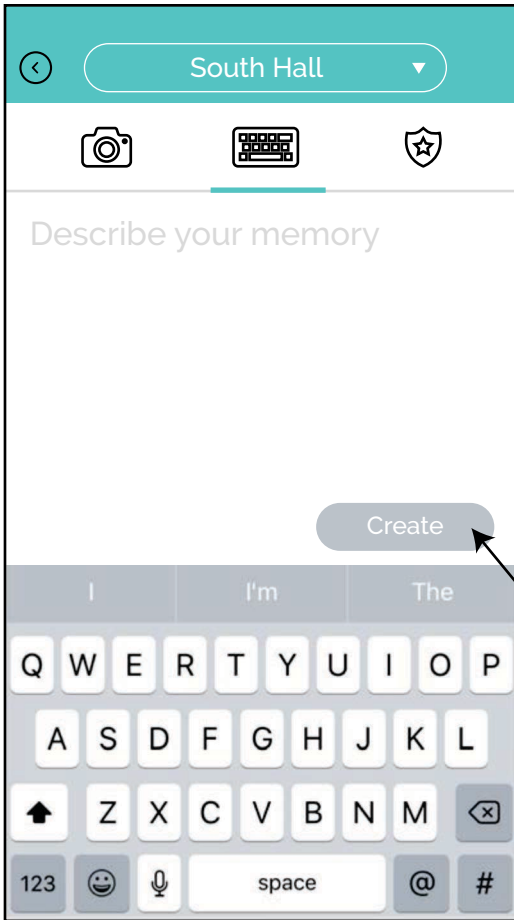 South Hall
Describe your memory
Create
I I'm The
Q W E R T Y U I O P
A S D F G H J K L
Z X C V B N M
123 space @ #